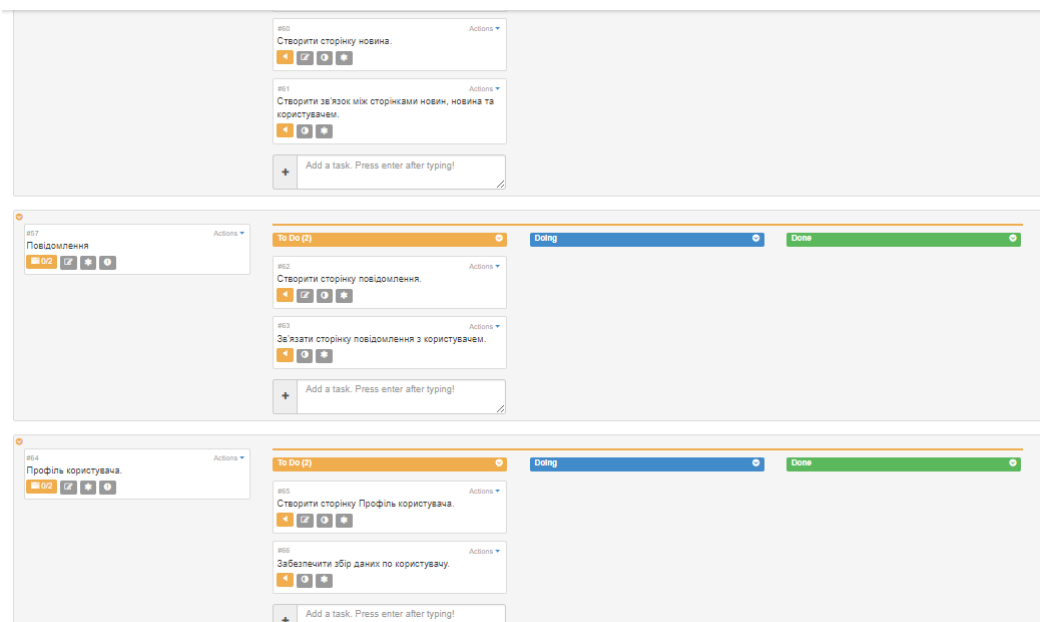 #60 Actions
Створити сторінку новина.
#61 Actions
Створити зв'язок між сторінками новин, новина та
користувачем.
Add a task. Press enter after typing!
#57 Actions
Повідомлення
0/2
To Do (2)
Doing
Done
#62 Actions
Створити сторінку повідомлення.
#63 Actions
Зв'язати сторінку повідомлення з користувачем.
Add a task. Press enter after typing!
#64 Actions
Профіль користувача.
0/2
To Do (2)
Doing
Done
#65 Actions
Створити сторінку Профіль користувача.
#66 Actions
Забезпечити збір даних по користувачу.
Add a task. Press enter after typing!